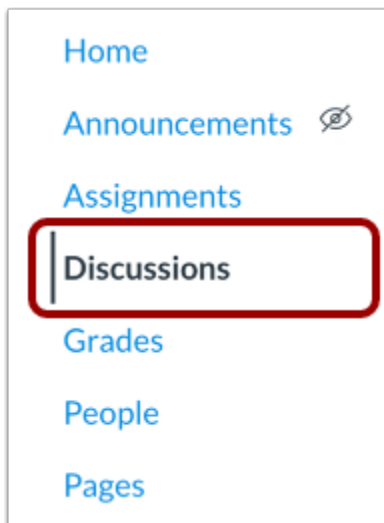 Home
Announcements
Assignments
Discussions
Grades
People
Pages